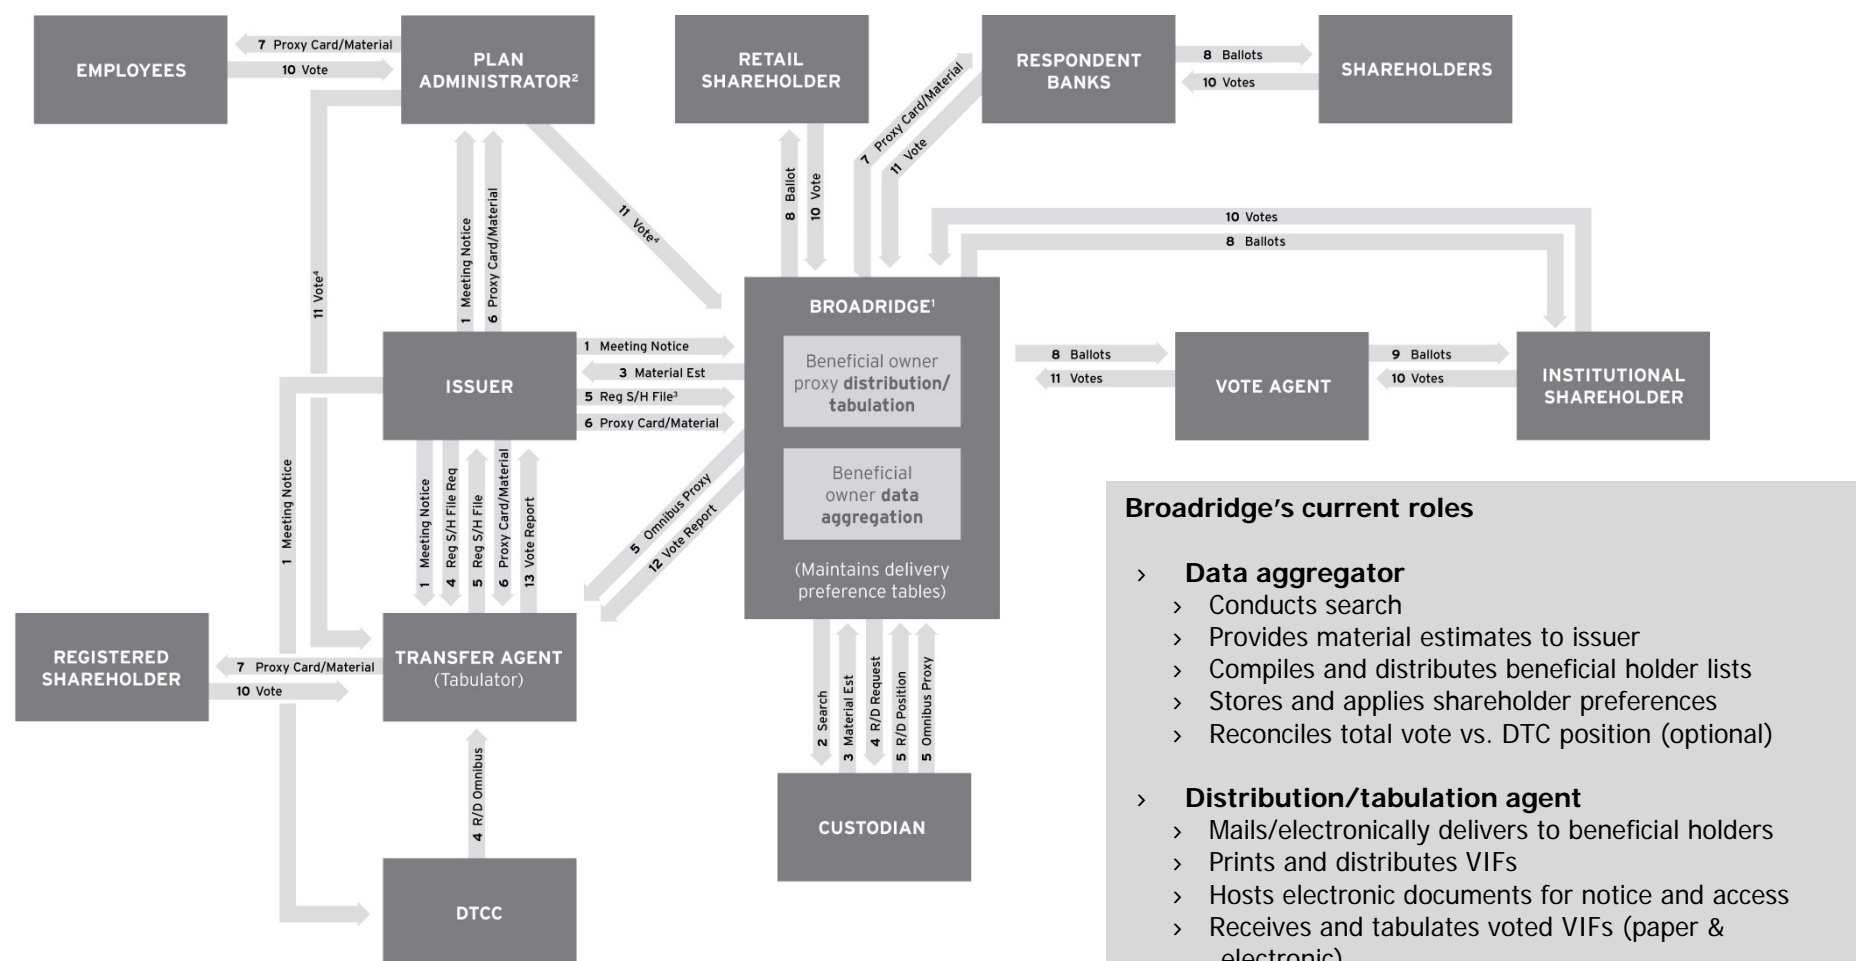 EMPLOYEES
7 Proxy Card/Material
10 Vote
PLAN
ADMINISTRATOR²
RETAIL
SHAREHOLDER
7 Proxy Card/Material
11 Vote
RESPONDENT
BANKS
8 Ballots
10 Votes
SHAREHOLDERS
11 Vote⁴
1 Meeting Notice
6 Proxy Card/Material
11 Vote⁴
8 Ballot
10 Vote
10 Votes
8 Ballots
ISSUER
1 Meeting Notice
3 Material Est
5 Reg S/H File³
6 Proxy Card/Material
BROADRIDGE¹
Beneficial owner
proxy distribution/
tabulation
Beneficial
owner data
aggregation
(Maintains delivery
preference tables)
8 Ballots
11 Votes
VOTE AGENT
9 Ballots
10 Votes
INSTITUTIONAL
SHAREHOLDER
1 Meeting Notice
1 Meeting Notice
4 Reg S/H File Req
5 Reg S/H File
6 Proxy Card/Material
13 Vote Report
5 Omnibus Proxy
12 Vote Report
REGISTERED
SHAREHOLDER
7 Proxy Card/Material
10 Vote
TRANSFER AGENT
(Tabulator)
2 Search
3 Material Est
4 R/D Request
5 R/D Position
5 Omnibus Proxy
4 R/D Omnibus
CUSTODIAN
DTCC
Broadridge's current roles
› Data aggregator
› Conducts search
› Provides material estimates to issuer
› Compiles and distributes beneficial holder lists
› Stores and applies shareholder preferences
› Reconciles total vote vs. DTC position (optional)
› Distribution/tabulation agent
› Mails/electronically delivers to beneficial holders
› Prints and distributes VIFs
› Hosts electronic documents for notice and access
› Receives and tabulates voted VIFs (paper &
electronic)